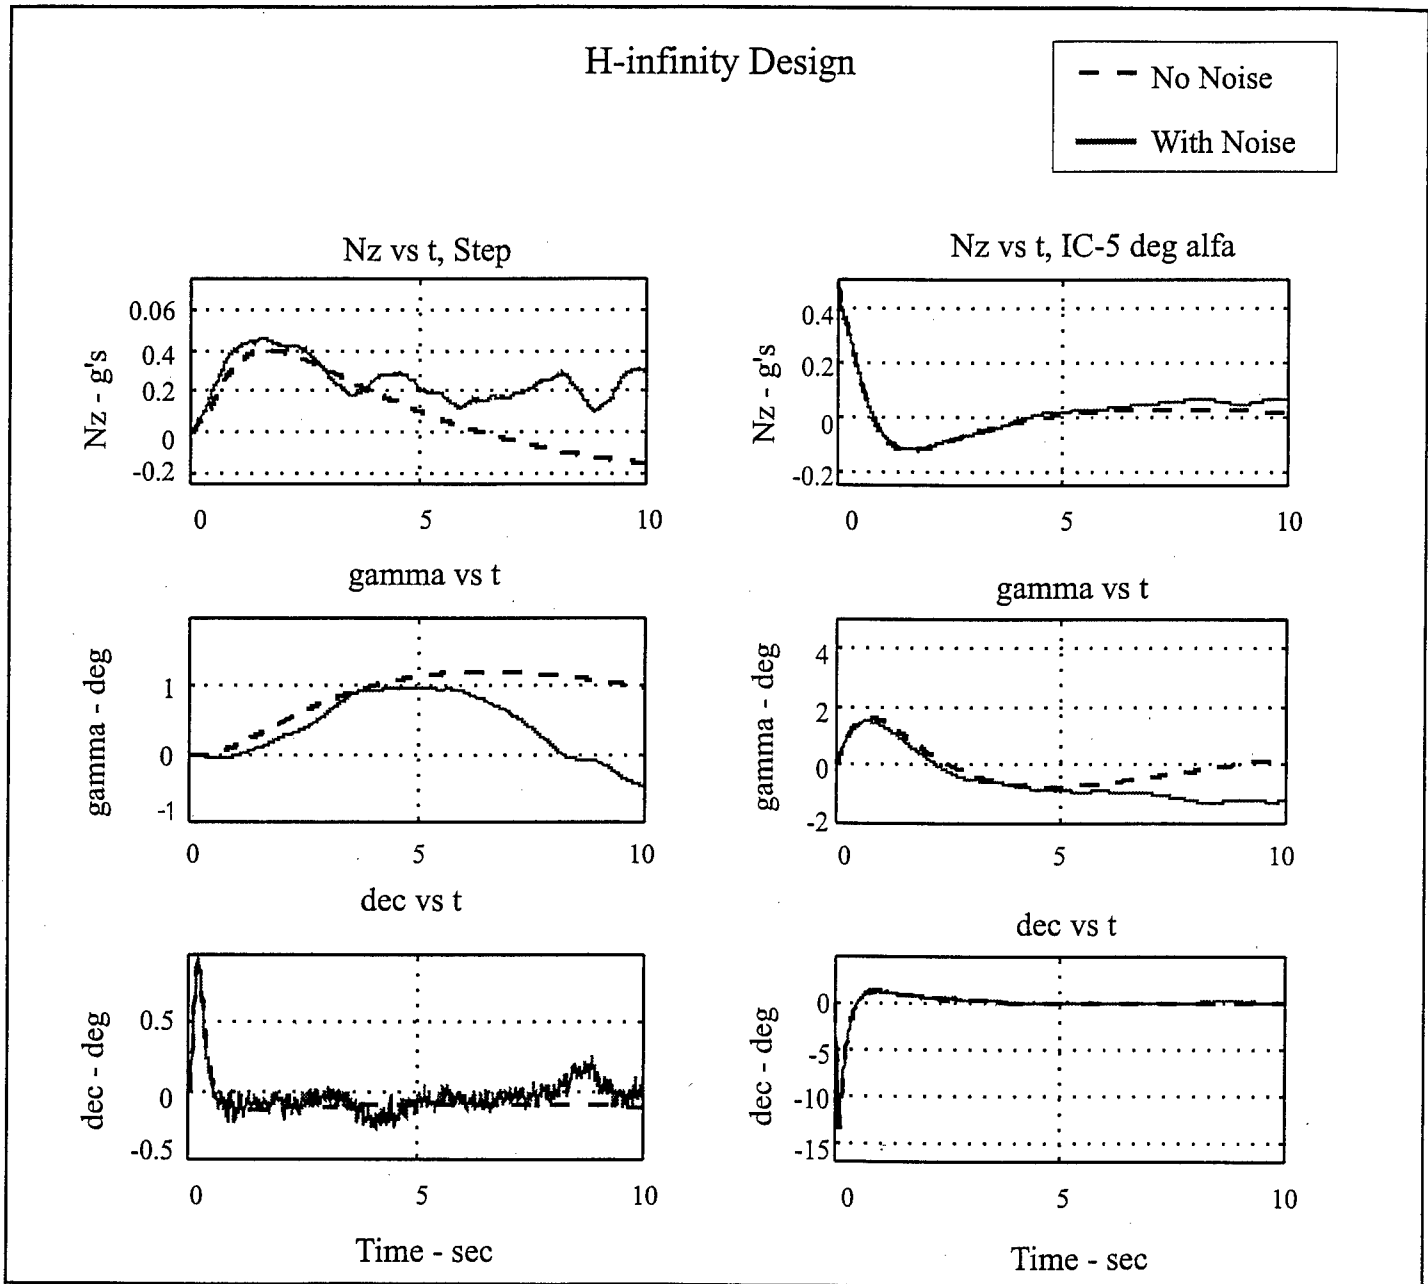 H-infinity Design
No Noise
With Noise
Nz vs t, Step
0.06
0.4
0.2
0
-0.2
Nz - g's
0
5
10
Nz vs t, IC-5 deg alfa
0.4
0.2
0
-0.2
Nz - g's
0
5
10
gamma vs t
1
0
-1
gamma - deg
0
5
10
gamma vs t
4
2
0
-2
gamma - deg
0
5
10
dec vs t
0.5
0
-0.5
dec - deg
0
5
10
Time - sec
dec vs t
0
-5
-10
-15
dec - deg
0
5
10
Time - sec